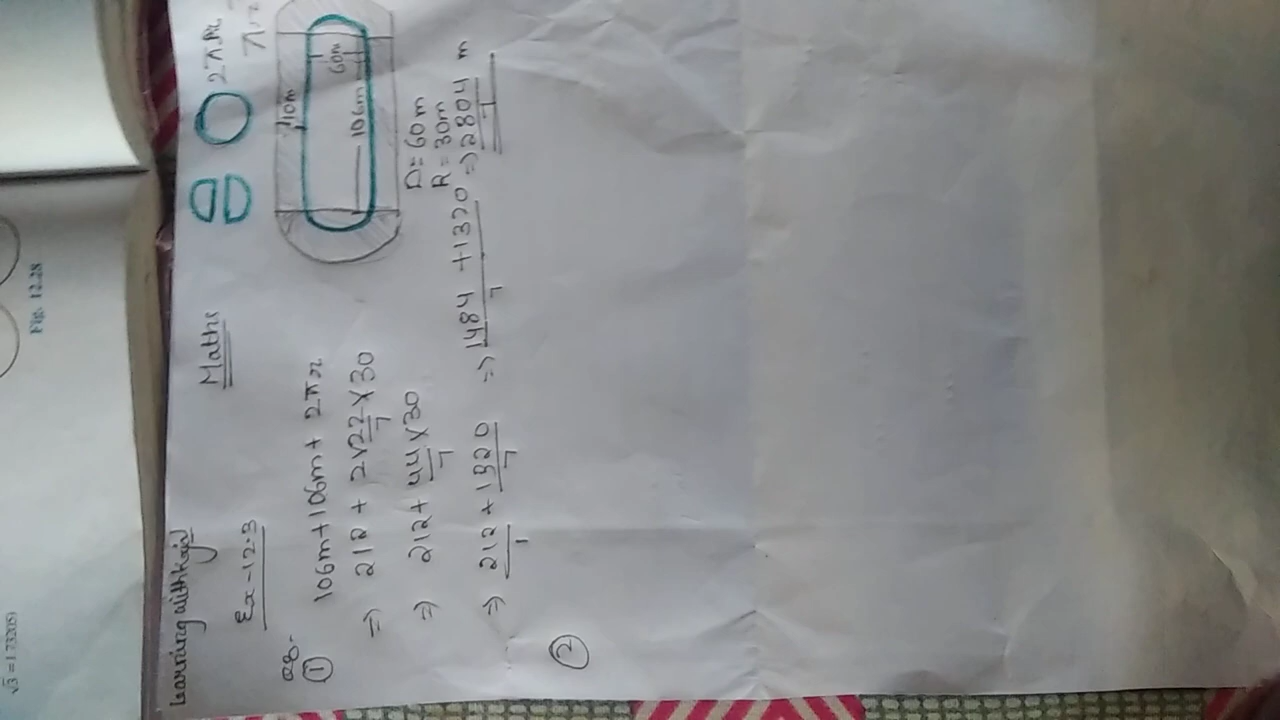 √3 = 1.73205)
Fig. 12.28
Learning with Kajal
Maths
2πr
Ex-12.3
Q8-
① 106m+106m+ 2πr
⇒ 212 + 2×22/7×30
⇒ 212+ 44/7×30
⇒ 212/1 + 1320/7 ⇒ 1484+1320/7 ⇒ 2804/7 m
10m
60m
106m
D=60m
R=30m
②